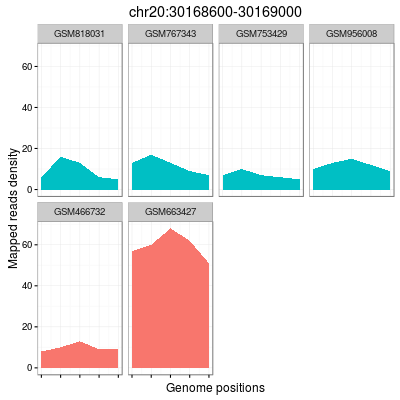 chr20:30168600-30169000
GSM818031 GSM767343 GSM753429 GSM956008
60
40
20
0
Mapped reads density
GSM466732 GSM663427
60
40
20
0
Genome positions